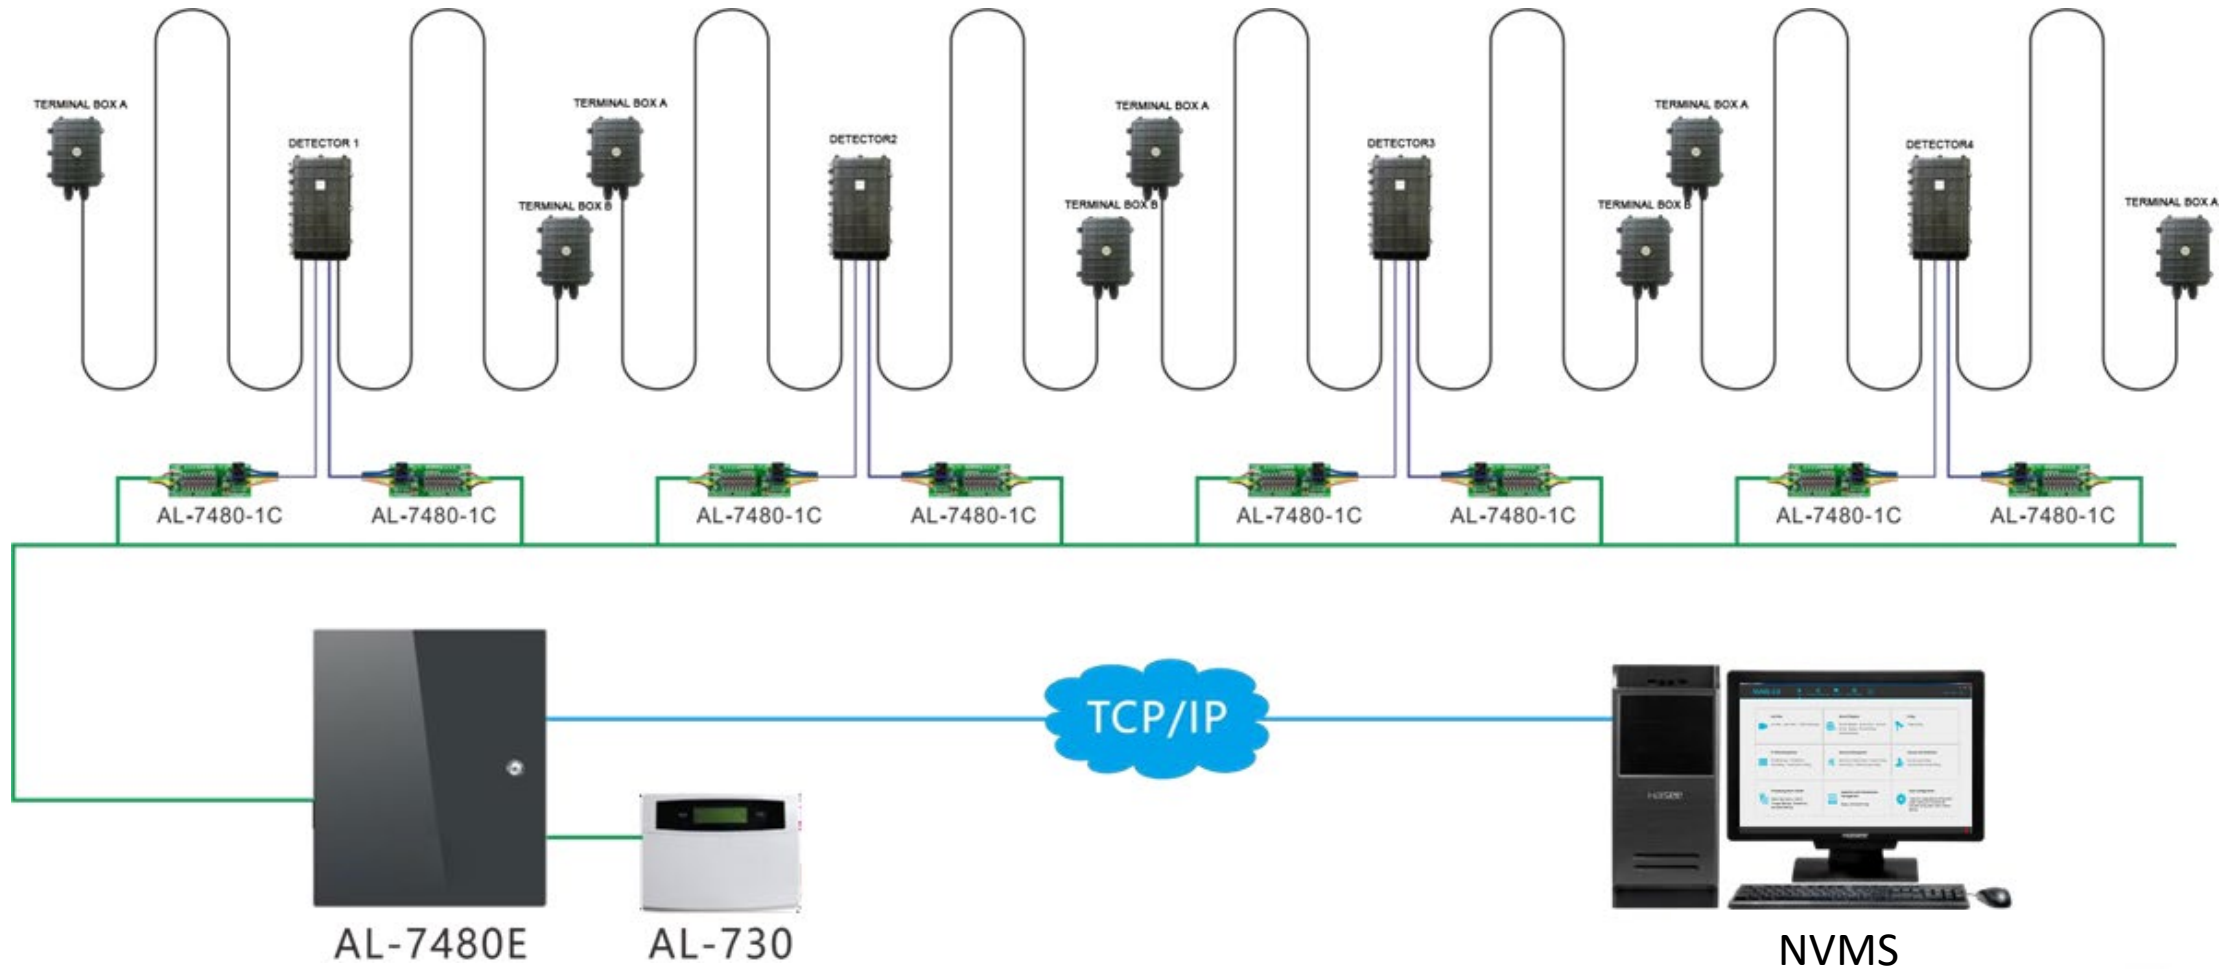 TERMINAL BOX A
DETECTOR 1
TERMINAL BOX B
TERMINAL BOX A
DETECTOR2
TERMINAL BOX B
TERMINAL BOX A
DETECTOR3
TERMINAL BOX B
TERMINAL BOX A
DETECTOR4
TERMINAL BOX A
AL-7480-1C
AL-7480-1C
AL-7480-1C
AL-7480-1C
AL-7480-1C
AL-7480-1C
AL-7480-1C
AL-7480-1C
TCP/IP
Hasee
AL-7480E
AL-730
NVMS